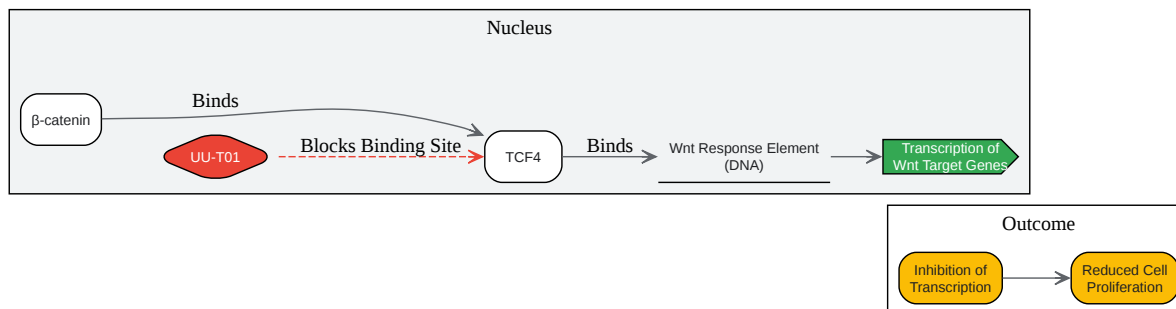 Nucleus
Binds
β-catenin
UU-T01
Blocks Binding Site
TCF4
Binds
Wnt Response Element
(DNA)
Transcription of
Wnt Target Genes
Outcome
Inhibition of
Transcription
Reduced Cell
Proliferation